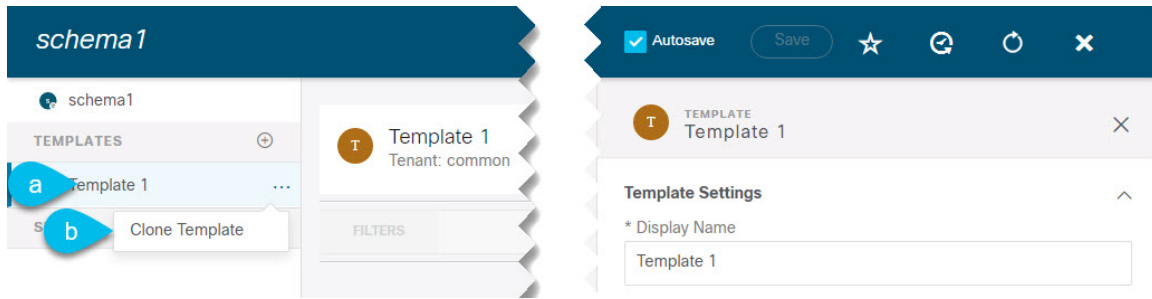 schema1
schema1
TEMPLATES
a
Template 1
...
S
b
Clone Template
T
Template 1
Tenant: common
FILTERS
Autosave
Save
T
TEMPLATE
Template 1
Template Settings
* Display Name
Template 1